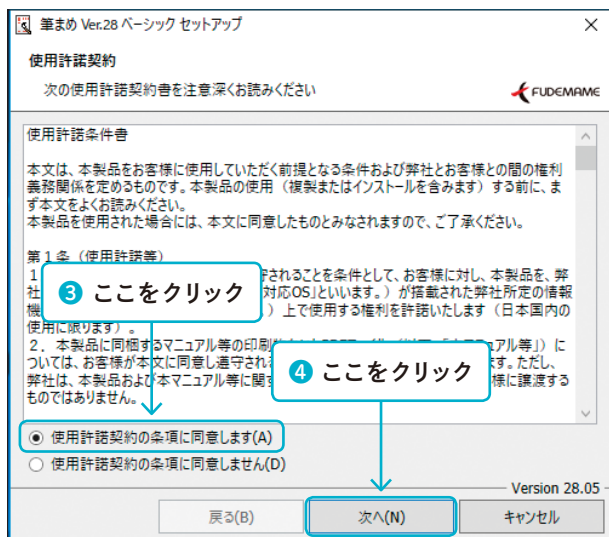 筆まめ Ver.28 ベーシック セットアップ
使用許諾契約
次の使用許諾契約書を注意深くお読みください
FUDEMAME
使用許諾条件書
本文は、本製品をお客様に使用していただく前提となる条件および弊社とお客様との間の権利
義務関係を定めるものです。本製品の使用（複製またはインストールを含みます）する前に、ま
ず本文をよくお読みください。
本製品を使用された場合には、本文に同意したものとみなされますので、ご了承ください。
第１条（使用許諾等）
1
守されることを条件として、お客様に対し、本製品を、弊
社
対応OS」といいます。）が搭載された弊社所定の情報
機
）上で使用する権利を許諾いたします（日本国内の
使用に限ります）。
２．本製品に同梱するマニュアル等の印刷
ュアル等」）に
ついては、お客様が本文に同意し遵守され
ます。ただし、
弊社は、本製品および本マニュアル等に関す
様に譲渡する
ものではありません。
❸ ここをクリック
❹ ここをクリック
使用許諾契約の条項に同意します(A)
使用許諾契約の条項に同意しません(D)
Version 28.05
戻る(B)
次へ(N)
キャンセル